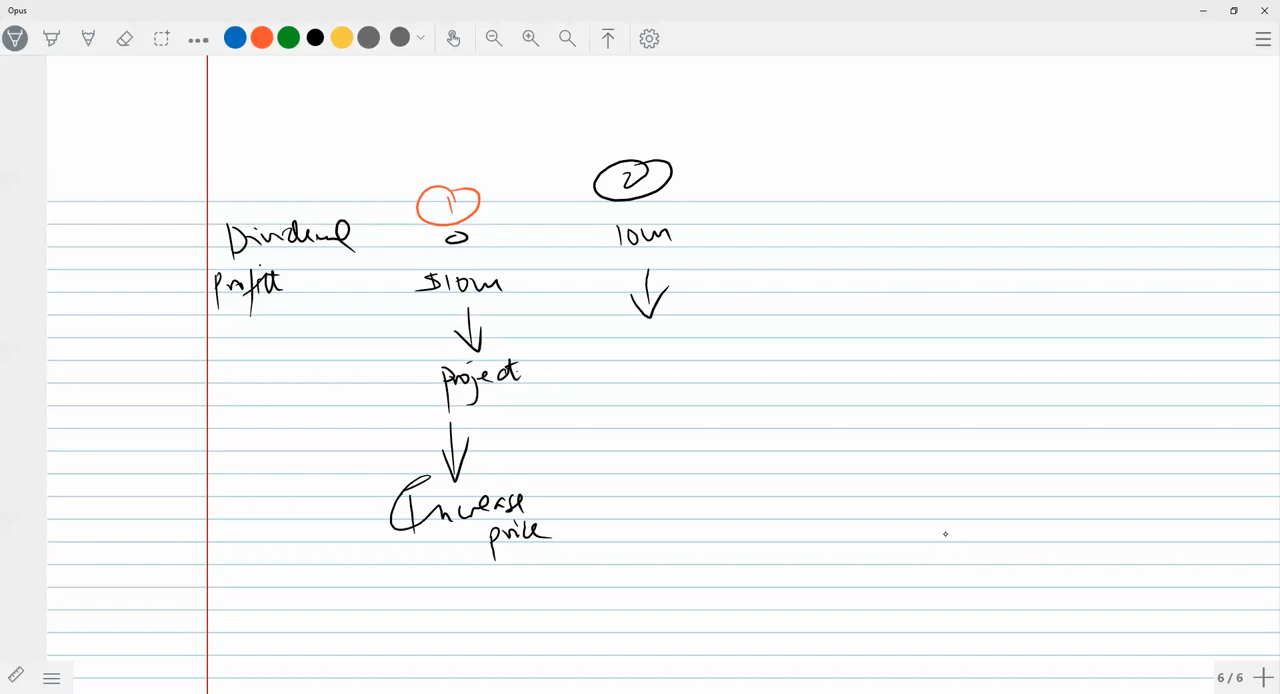 Opus
2
1
Dividend 0 10m
profit $10m
project
Increase
price
6 / 6